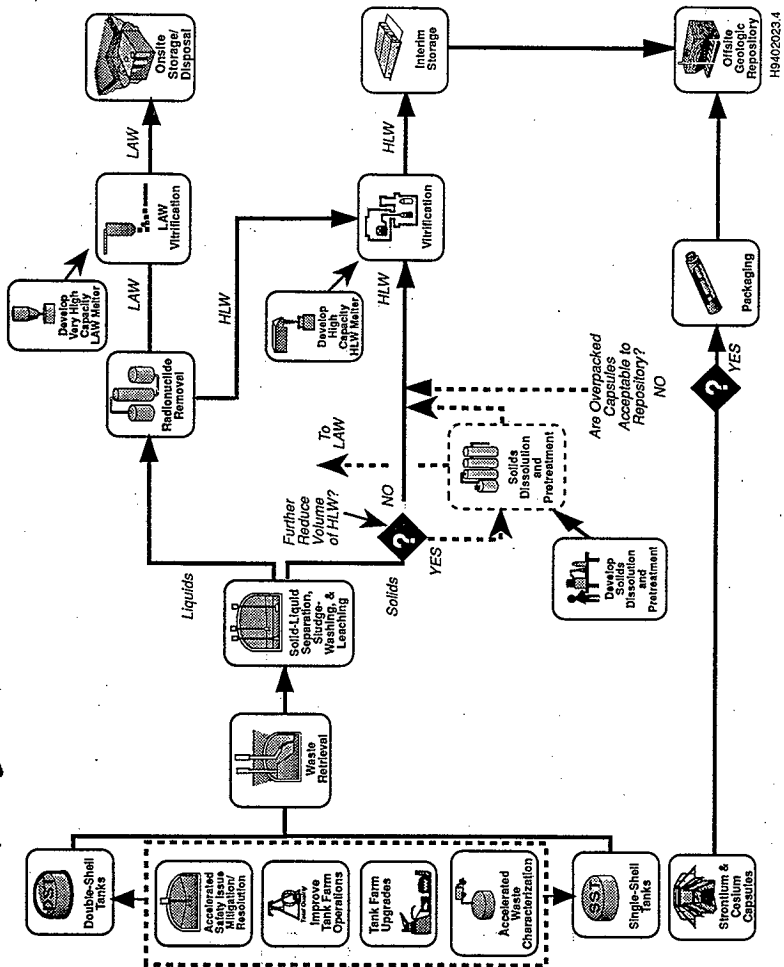 DST
Double-Shell
Tanks
Accelerated
Safety Issue
Mitigation/
Resolution
Improve
Tank Farm
Operations
Tank Farm
Upgrades
Accelerated
Waste
Characterization
SST
Single-Shell
Tanks
Strontium &
Cesium
Capsules
Waste
Retrieval
Solid-Liquid
Separation,
Sludge-
Washing, &
Leaching
Liquids
Solids
Further
Reduce
Volume
of HLW?
?
YES
NO
To
LAW
Develop
Solids
Dissolution
and
Pretreatment
Solids
Dissolution
and
Pretreatment
Radionuclide
Removal
LAW
HLW
Develop
Very High
Capacity
LAW Melter
LAW
Vitrification
LAW
Onsite
Storage/
Disposal
Develop
High
Capacity
HLW Melter
HLW
Vitrification
HLW
Interim
Storage
Are Overpacked
Capsules
Acceptable to
Repository?
NO
?
YES
Packaging
Offsite
Geologic
Repository
H9402023.4